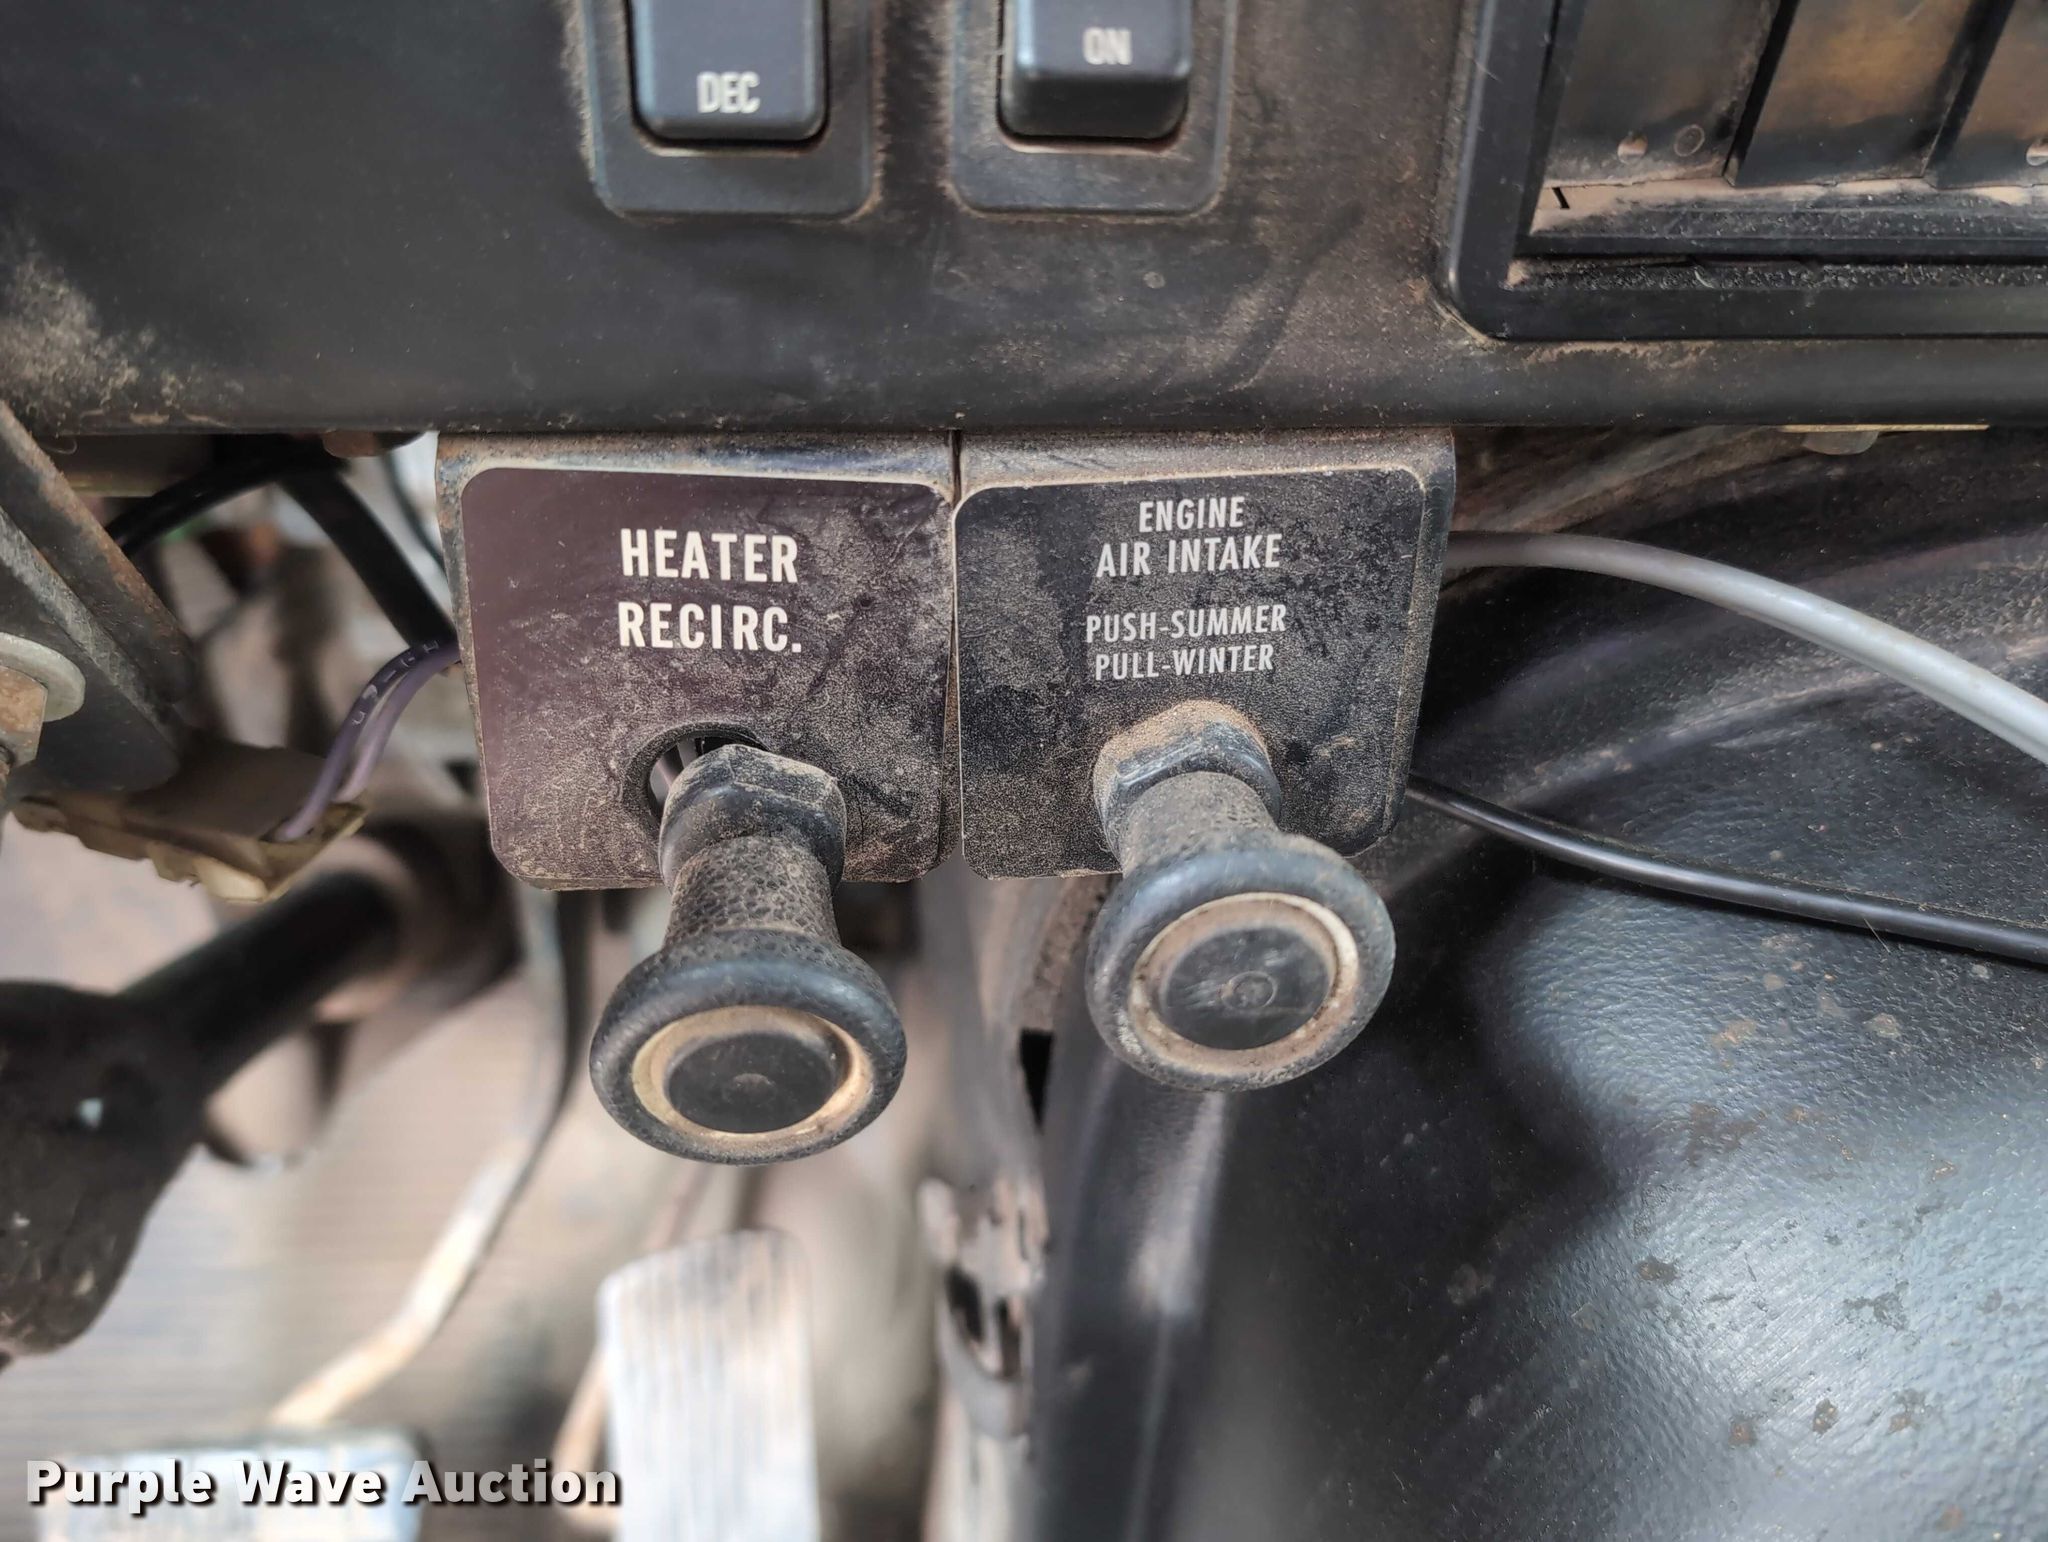 DEC
ON
HEATER
RECIRC.
ENGINE
AIR INTAKE
PUSH-SUMMER
PULL-WINTER
Purple Wave Auction